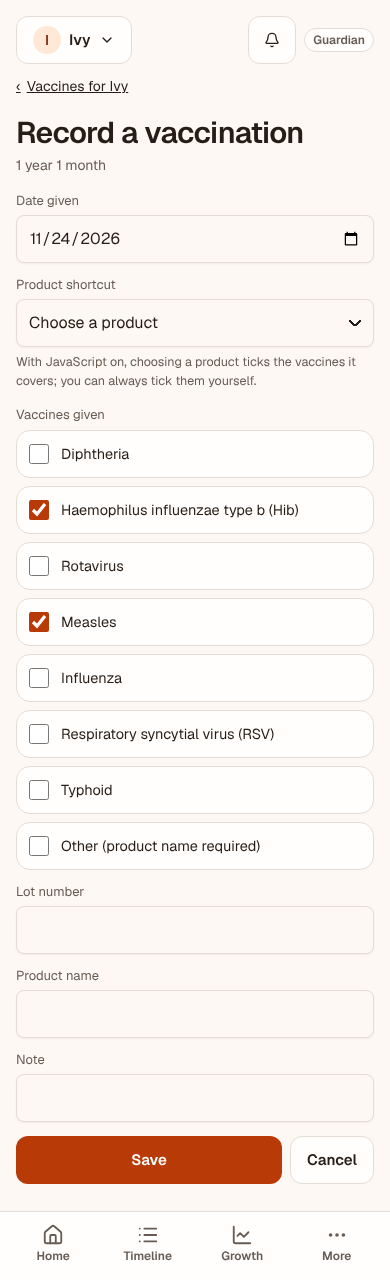 I Ivy
Guardian
‹ Vaccines for Ivy
Record a vaccination
1 year 1 month
Date given
11/24/2026
Product shortcut
Choose a product
With JavaScript on, choosing a product ticks the vaccines it
covers; you can always tick them yourself.
Vaccines given
Diphtheria
Haemophilus influenzae type b (Hib)
Rotavirus
Measles
Influenza
Respiratory syncytial virus (RSV)
Typhoid
Other (product name required)
Lot number
Product name
Note
Save
Cancel
Home
Timeline
Growth
More